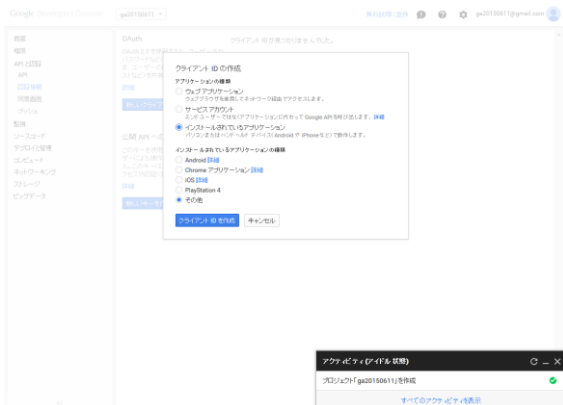 Google Developers Console
ga20150611
無料試用に登録
ga20150611@gmail.com
概要
権限
API と認証
API
認証情報
同意画面
プッシュ
監視
ソースコード
デプロイと管理
コンピュート
ネットワーキング
ストレージ
ビッグデータ
OAuth
クライアント ID が見つかりませんでした。
詳細
公開 API への
詳細
クライアント ID の作成
アプリケーションの種類
ウェブ アプリケーション
ウェブブラウザを使用してネットワーク経由でアクセスします。
サービス アカウント
エンドユーザーではなくアプリケーションに代わって Google API を呼び出します。 詳細
インストールされているアプリケーション
パソコンまたはハンドヘルド デバイス(Android や iPhone など)で動作します。
インストールされているアプリケーションの種類
Android 詳細
Chrome アプリケーション 詳細
iOS 詳細
PlayStation 4
その他
クライアント ID を作成
キャンセル
アクティビティ (アイドル状態)
プロジェクト「ga20150611」を作成
すべてのアクティビティを表示